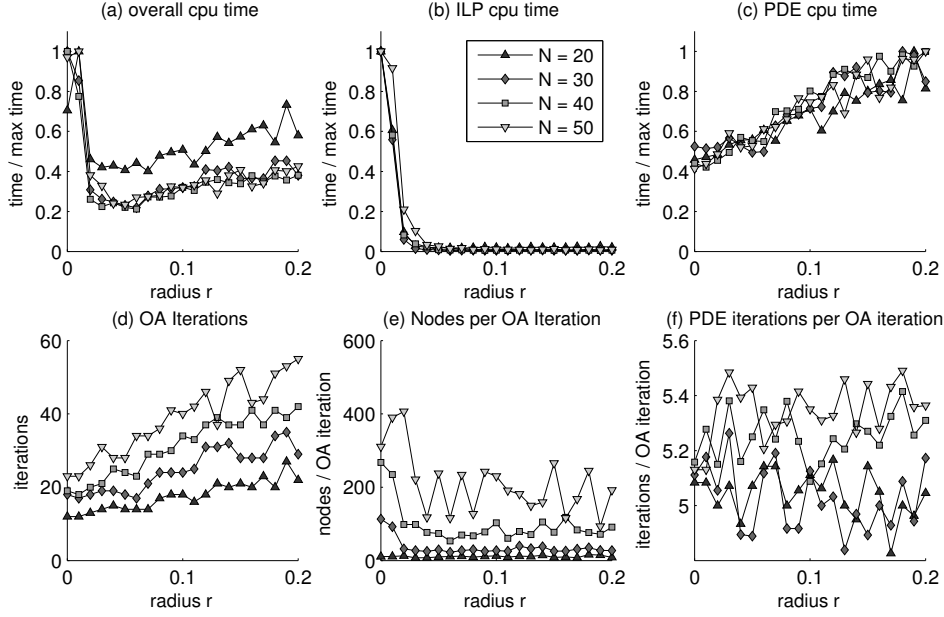 (a) overall cpu time
time / max time
1
0.8
0.6
0.4
0.2
0
0
0.1
0.2
radius r
(b) ILP cpu time
time / max time
1
0.8
0.6
0.4
0.2
0
0
0.1
0.2
radius r
N = 20
N = 30
N = 40
N = 50
(c) PDE cpu time
time / max time
1
0.8
0.6
0.4
0.2
0
0
0.1
0.2
radius r
(d) OA Iterations
iterations
60
40
20
0
0
0.1
0.2
radius r
(e) Nodes per OA Iteration
nodes / OA iteration
600
400
200
0
0
0.1
0.2
radius r
(f) PDE iterations per OA iteration
iterations / OA iteration
5.6
5.4
5.2
5
0
0.1
0.2
radius r